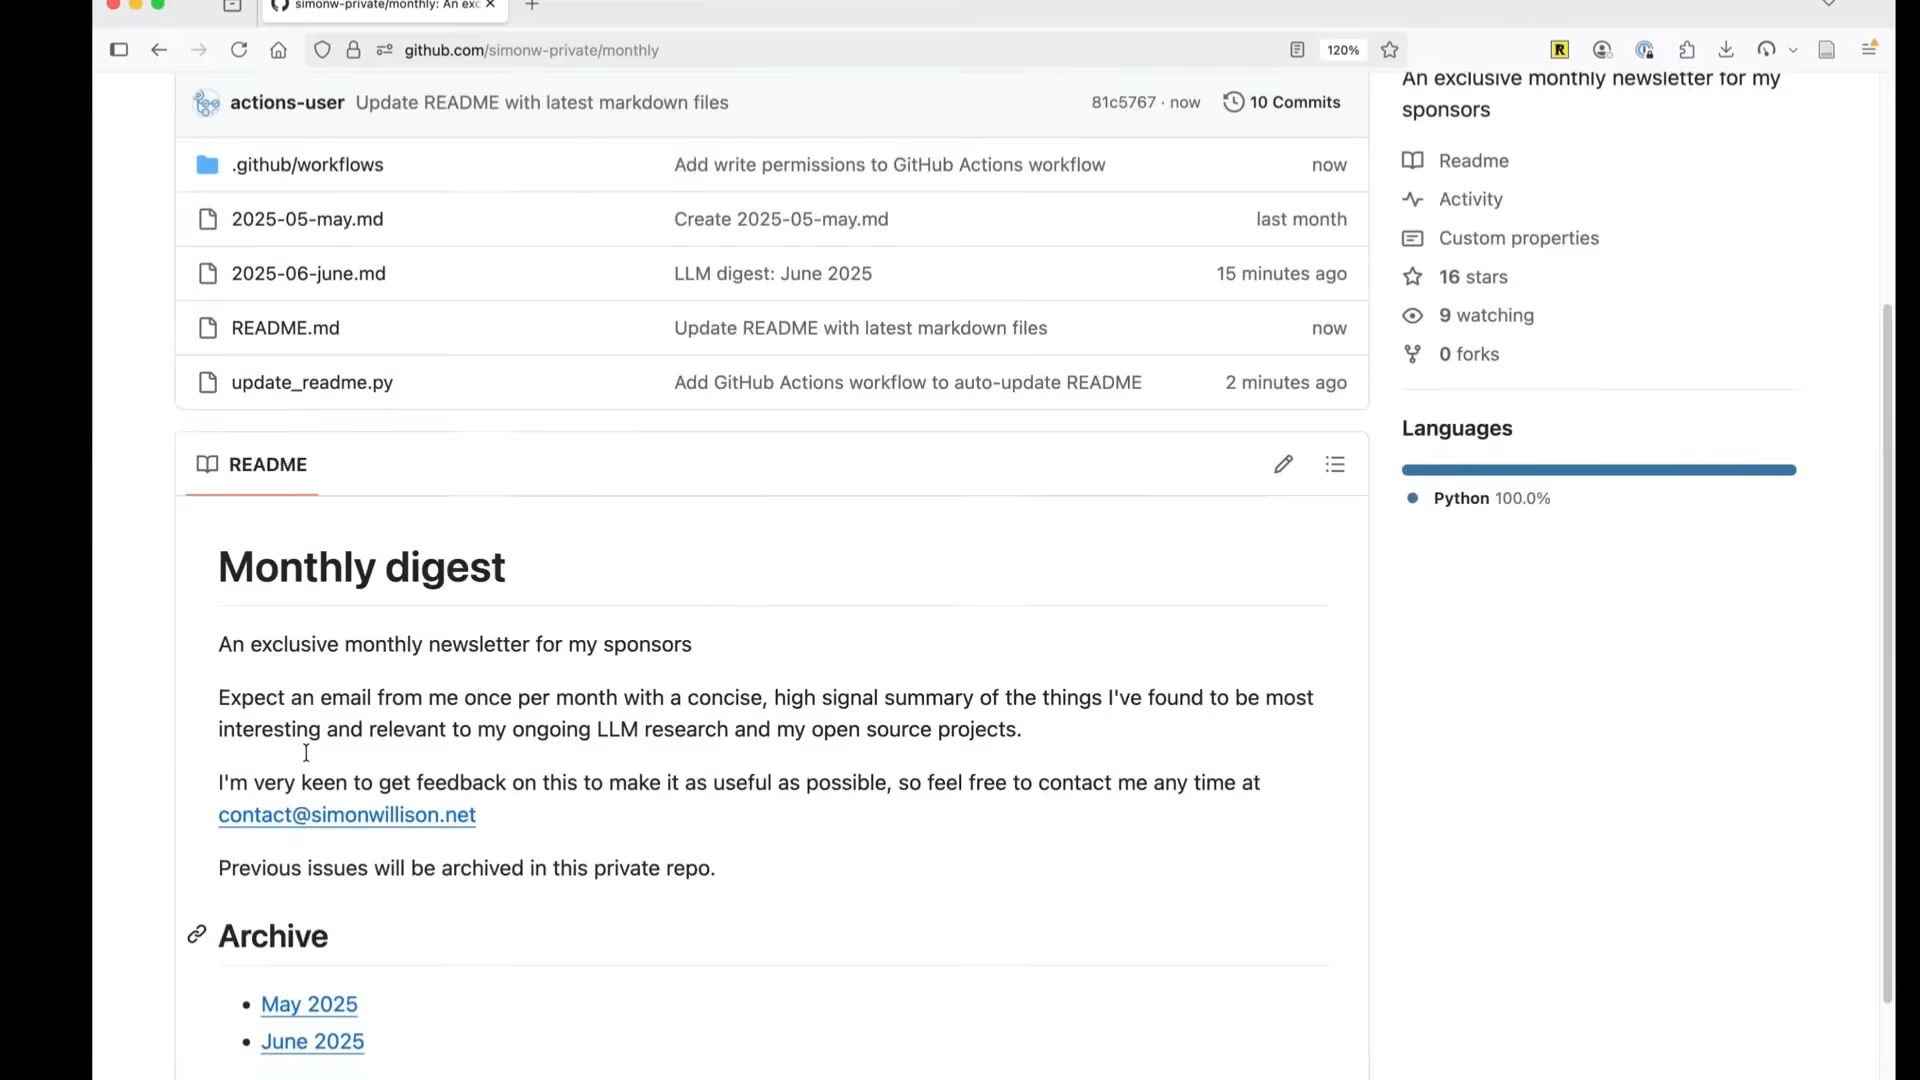 simonw-private/monthly: An exc
github.com/simonw-private/monthly
120%
actions-user Update README with latest markdown files 81c5767 · now 10 Commits
.github/workflows Add write permissions to GitHub Actions workflow now
2025-05-may.md Create 2025-05-may.md last month
2025-06-june.md LLM digest: June 2025 15 minutes ago
README.md Update README with latest markdown files now
update_readme.py Add GitHub Actions workflow to auto-update README 2 minutes ago
README
Monthly digest
An exclusive monthly newsletter for my sponsors
Expect an email from me once per month with a concise, high signal summary of the things I've found to be most
interesting and relevant to my ongoing LLM research and my open source projects.
I'm very keen to get feedback on this to make it as useful as possible, so feel free to contact me any time at
contact@simonwillison.net
Previous issues will be archived in this private repo.
Archive
May 2025
June 2025
An exclusive monthly newsletter for my
sponsors
Readme
Activity
Custom properties
16 stars
9 watching
0 forks
Languages
Python 100.0%